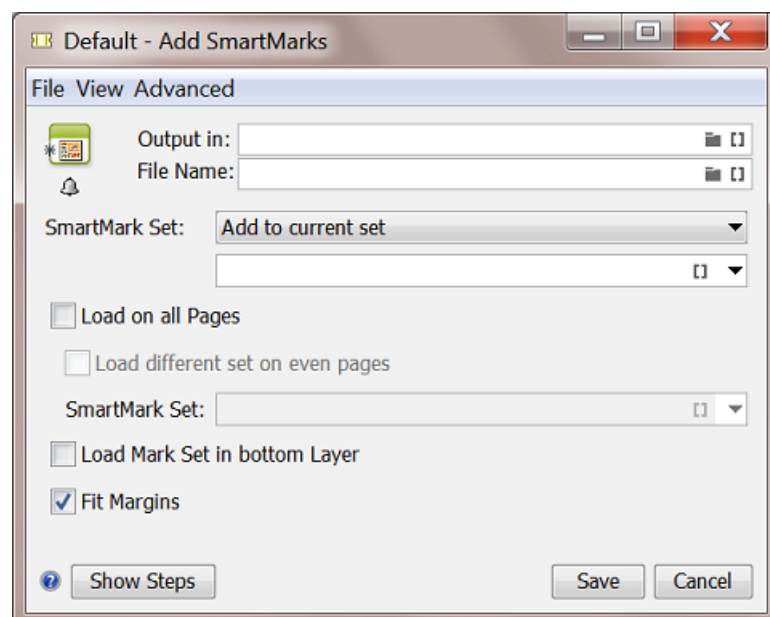 Default - Add SmartMarks
File View Advanced
Output in:
File Name:
SmartMark Set: Add to current set
Load on all Pages
Load different set on even pages
SmartMark Set:
Load Mark Set in bottom Layer
Fit Margins
Show Steps Save Cancel